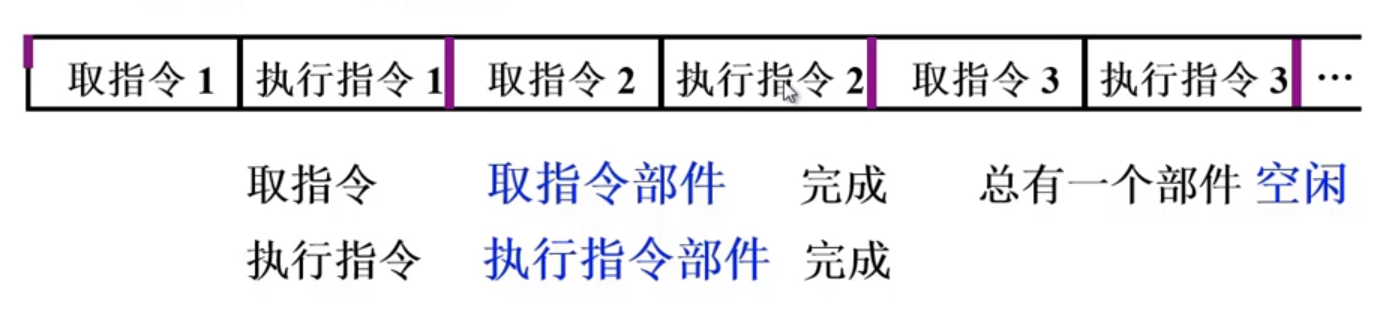 取指令 1 执行指令 1 取指令 2 执行指令 2 取指令 3 执行指令 3 …
取指令 取指令部件 完成 总有一个部件 空闲
执行指令 执行指令部件 完成